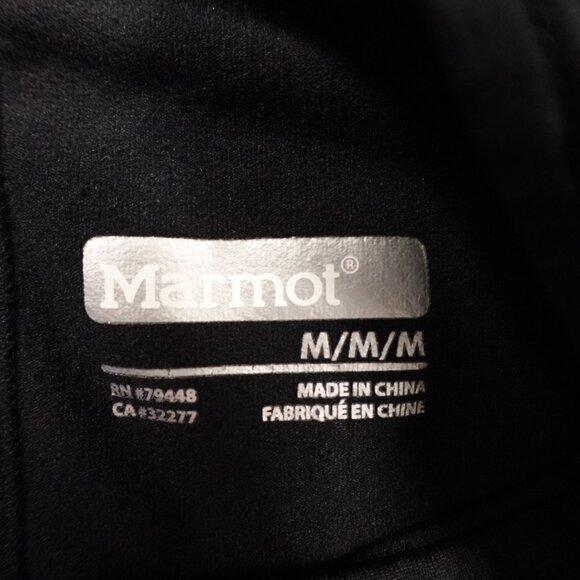 Marmot®
M/M/M
RN #79448
CA #32277
MADE IN CHINA
FABRIQUÉ EN CHINE